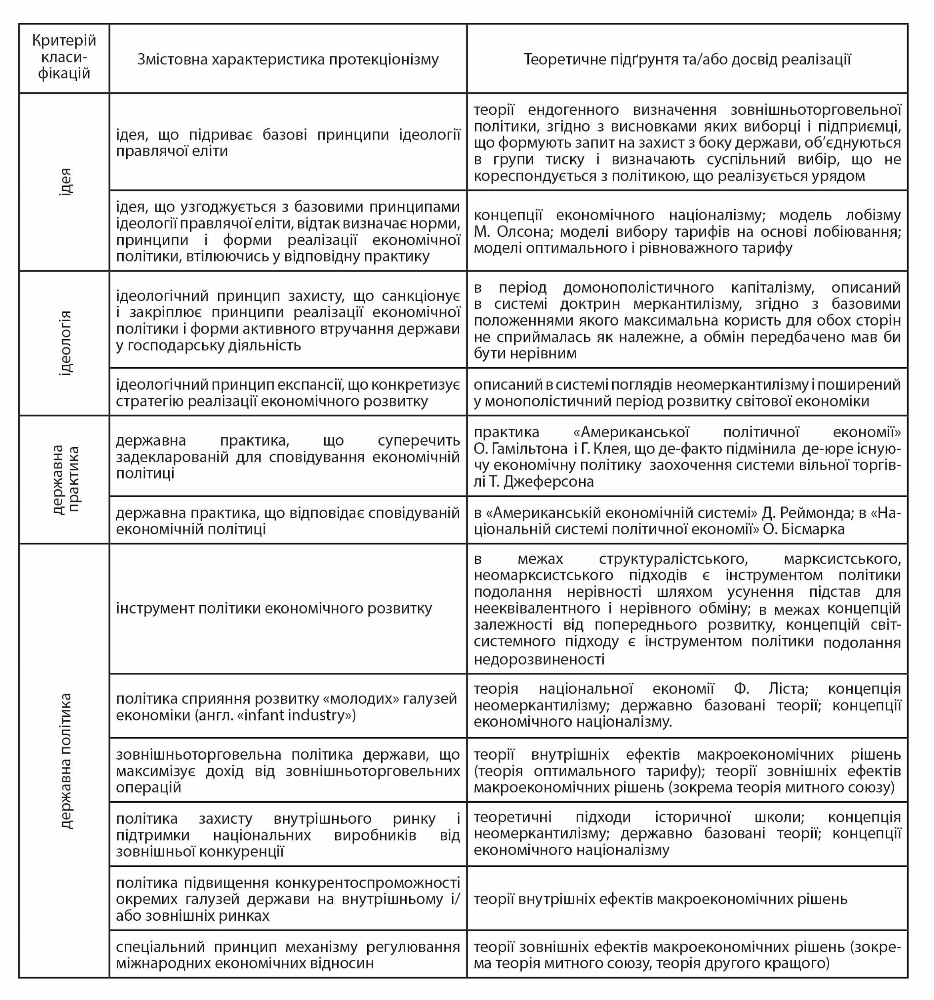 Критерій
класи-
фікацій
Змістовна характеристика протекціонізму
Теоретичне підґрунтя та/або досвід реалізації
ідея
ідея, що підриває базові принципи ідеології
правлячої еліти
теорії ендогенного визначення зовнішньоторговельної
політики, згідно з висновками яких виборці і підприємці,
що формують запит на захист з боку держави, об’єднуються
в групи тиску і визначають суспільний вибір, що не
кореспондується з політикою, що реалізується урядом
ідея, що узгоджується з базовими принципами
ідеології правлячої еліти, відтак визначає норми,
принципи і форми реалізації економічної
політики, втілюючись у відповідну практику
концепції економічного націоналізму; модель лобізму
М. Олсона; моделі вибору тарифів на основі лобіювання;
моделі оптимального і рівноважного тарифу
ідеологія
ідеологічний принцип захисту, що санкціонує
і закріплює принципи реалізації економічної
політики і форми активного втручання держави
у господарську діяльність
в період домонополістичного капіталізму, описаний
в системі доктрин меркантилізму, згідно з базовими
положеннями якого максимальна користь для обох сторін
не сприймалась як належне, а обмін передбачено мав би
бути нерівним
ідеологічний принцип експансії, що конкретизує
стратегію реалізації економічного розвитку
описаний в системі поглядів неомеркантилізму і поширений
у монополістичний період розвитку світової економіки
державна
практика
державна практика, що суперечить
задекларованій для сповідування економічній
політиці
практика «Американської політичної економії»
О. Гамільтона і Г. Клея, що де-факто підмінила де-юре існую-
чу економічну політику заохочення системи вільної торгів-
лі Т. Джеферсона
державна практика, що відповідає сповідуваній
економічній політиці
в «Американській економічній системі» Д. Реймонда; в «На-
ціональній системі політичної економії» О. Бісмарка
державна політика
інструмент політики економічного розвитку
в межах структуралістського, марксистського,
неомарксистського підходів є інструментом політики
подолання нерівності шляхом усунення підстав для
нееквівалентного і нерівного обміну; в межах концепцій
залежності від попереднього розвитку, концепцій світ-
системного підходу є інструментом політики подолання
недорозвиненості
політика сприяння розвитку «молодих» галузей
економіки (англ. «infant industry»)
теорія національної економії Ф. Ліста; концепція
неомеркантилізму; державно базовані теорії; концепції
економічного націоналізму.
зовнішньоторговельна політика держави, що
максимізує дохід від зовнішньоторговельних
операцій
теорії внутрішніх ефектів макроекономічних рішень
(теорія оптимального тарифу); теорії зовнішніх ефектів
макроекономічних рішень (зокрема теорія митного союзу)
політика захисту внутрішнього ринку і
підтримки національних виробників від
зовнішньої конкуренції
теоретичні підходи історичної школи; концепція
неомеркантилізму; державно базовані теорії; концепції
економічного націоналізму
політика підвищення конкурентоспроможності
окремих галузей держави на внутрішньому і/
або зовнішніх ринках
теорії внутрішніх ефектів макроекономічних рішень
спеціальний принцип механізму регулювання
міжнародних економічних відносин
теорії зовнішніх ефектів макроекономічних рішень (зокре-
ма теорія митного союзу, теорія другого кращого)